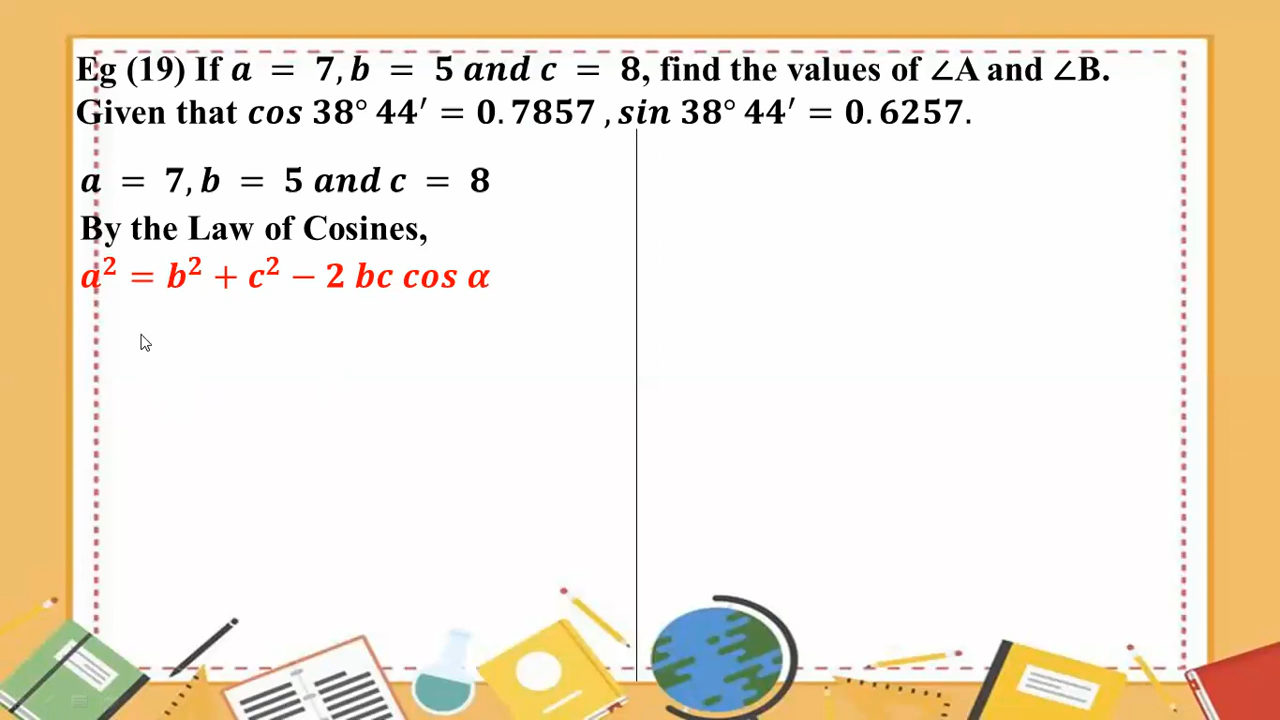 Eg (19) If a = 7, b = 5 and c = 8, find the values of ∠A and ∠B.
Given that cos 38° 44′ = 0.7857 , sin 38° 44′ = 0.6257.
a = 7, b = 5 and c = 8
By the Law of Cosines,
a² = b² + c² − 2 bc cos α